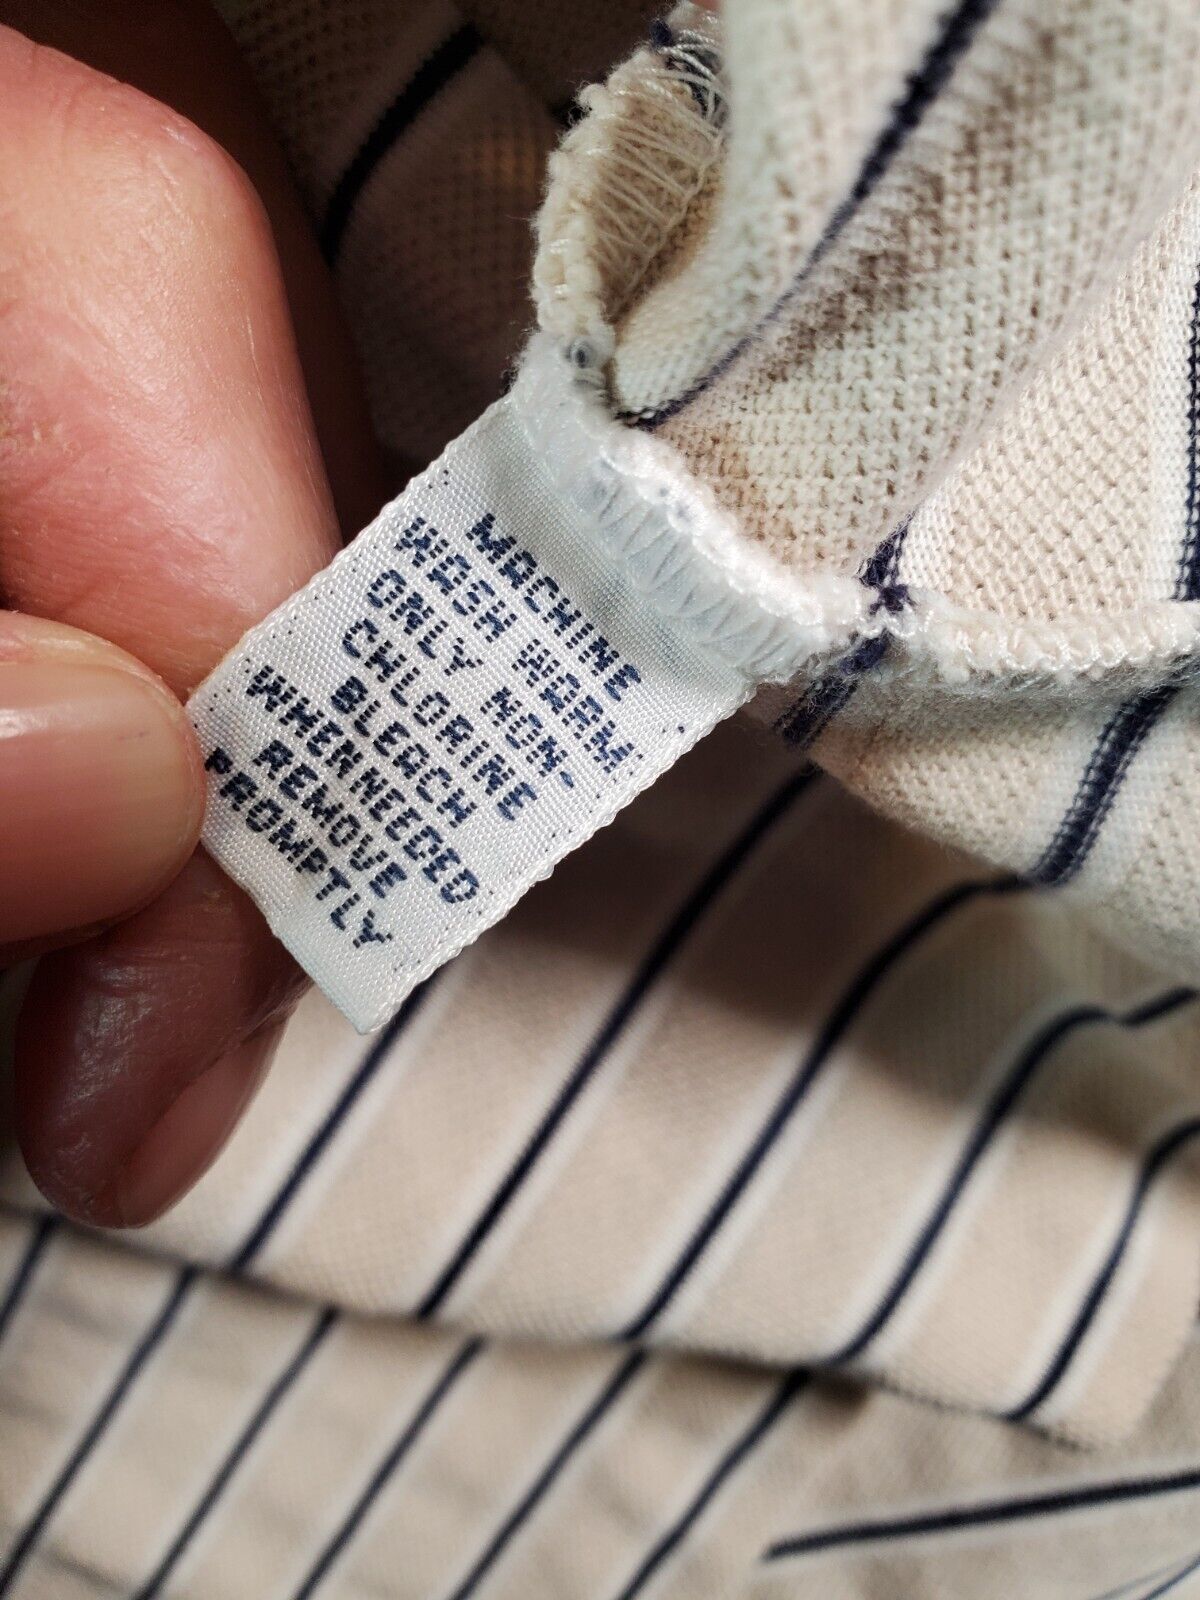 MACHINE
WASH WARM
ONLY NON-
CHLORINE
BLEACH
WHEN NEEDED
REMOVE
PROMPTLY